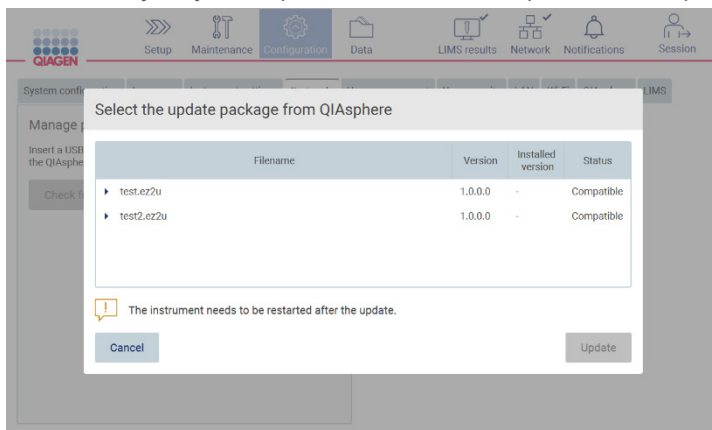 Setup Maintenance Configuration Data LIMS results Network Notifications Session
QIAGEN
System confi LIMS
Select the update package from QIAsphere
Manage p
Insert a USB
the QIAsphe
Check f
Filename Version Installed version Status
test.ez2u 1.0.0.0 - Compatible
test2.ez2u 1.0.0.0 - Compatible
The instrument needs to be restarted after the update.
Cancel Update